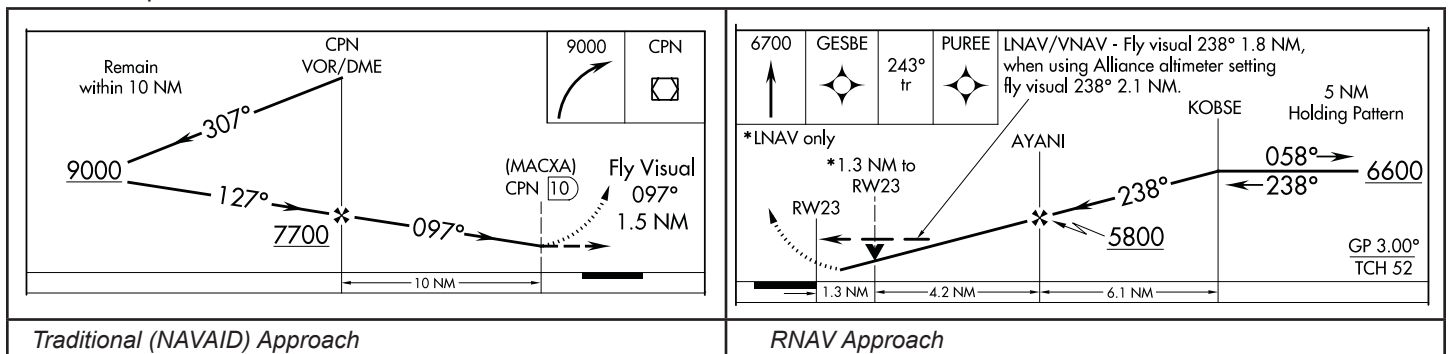 CPN
VOR/DME
Remain
within 10 NM
307°
9000
127°
7700
097°
(MACXA)
CPN 10
Fly Visual
097°
1.5 NM
9000
CPN
10 NM
6700
GESBE
243°
tr
PUREE
LNAV/VNAV - Fly visual 238° 1.8 NM,
when using Alliance altimeter setting
fly visual 238° 2.1 NM.
*LNAV only
*1.3 NM to
RW23
RW23
AYANI
KOBSE
5 NM
Holding Pattern
058°
238°
6600
238°
5800
GP 3.00°
TCH 52
1.3 NM
4.2 NM
6.1 NM
Traditional (NAVAID) Approach
RNAV Approach